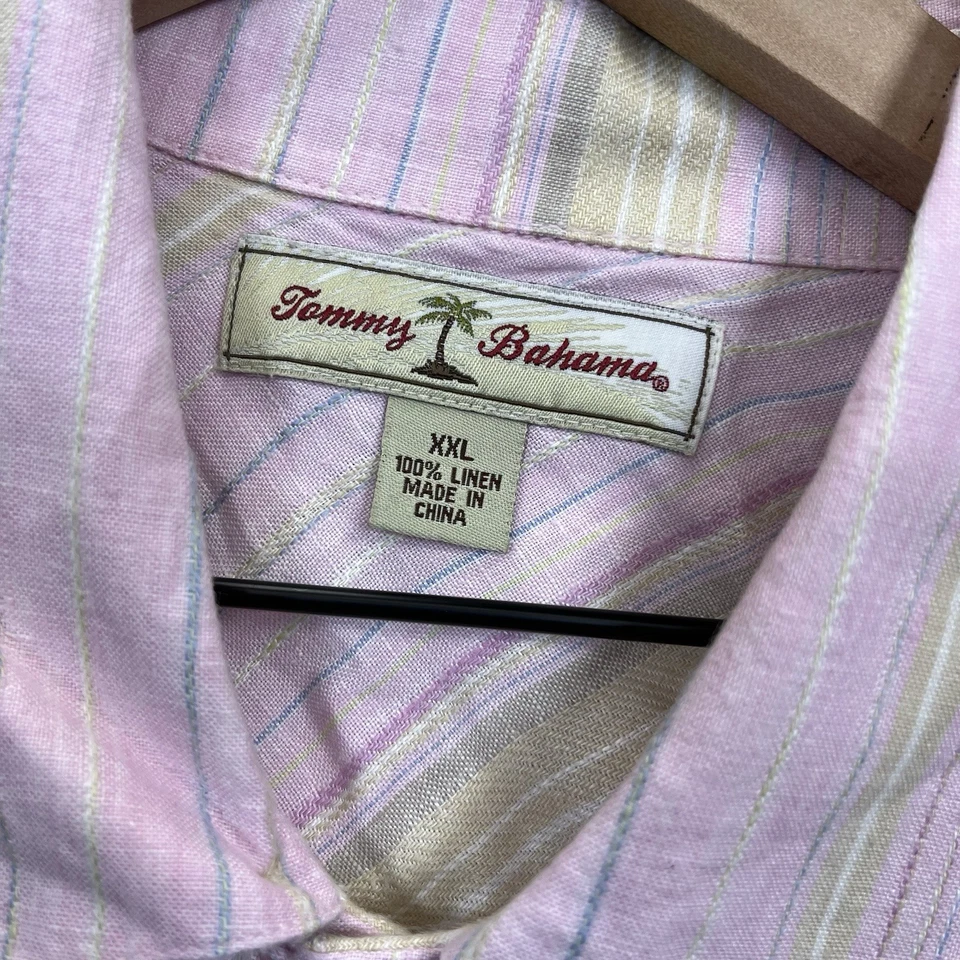 Tommy Bahama®
XXL
100% LINEN
MADE IN
CHINA